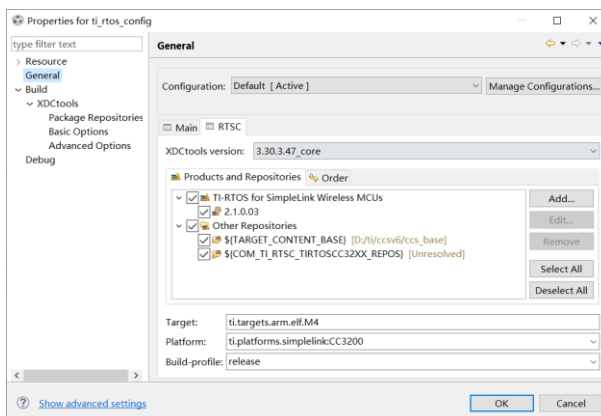 Properties for ti_rtos_config
type filter text
General
Resource
General
Build
XDCtools
Package Repositories
Basic Options
Advanced Options
Debug
Configuration: Default [ Active ] Manage Configurations...
Main RTSC
XDCtools version: 3.30.3.47_core
Products and Repositories Order
TI-RTOS for SimpleLink Wireless MCUs
2.1.0.03
Other Repositories
${TARGET_CONTENT_BASE} [D:/ti/ccsv6/ccs_base]
${COM_TI_RTSC_TIRTOSCC32XX_REPOS} [Unresolved]
Add...
Edit...
Remove
Select All
Deselect All
Target: ti.targets.arm.elf.M4
Platform: ti.platforms.simplelink:CC3200
Build-profile: release
Show advanced settings
OK Cancel